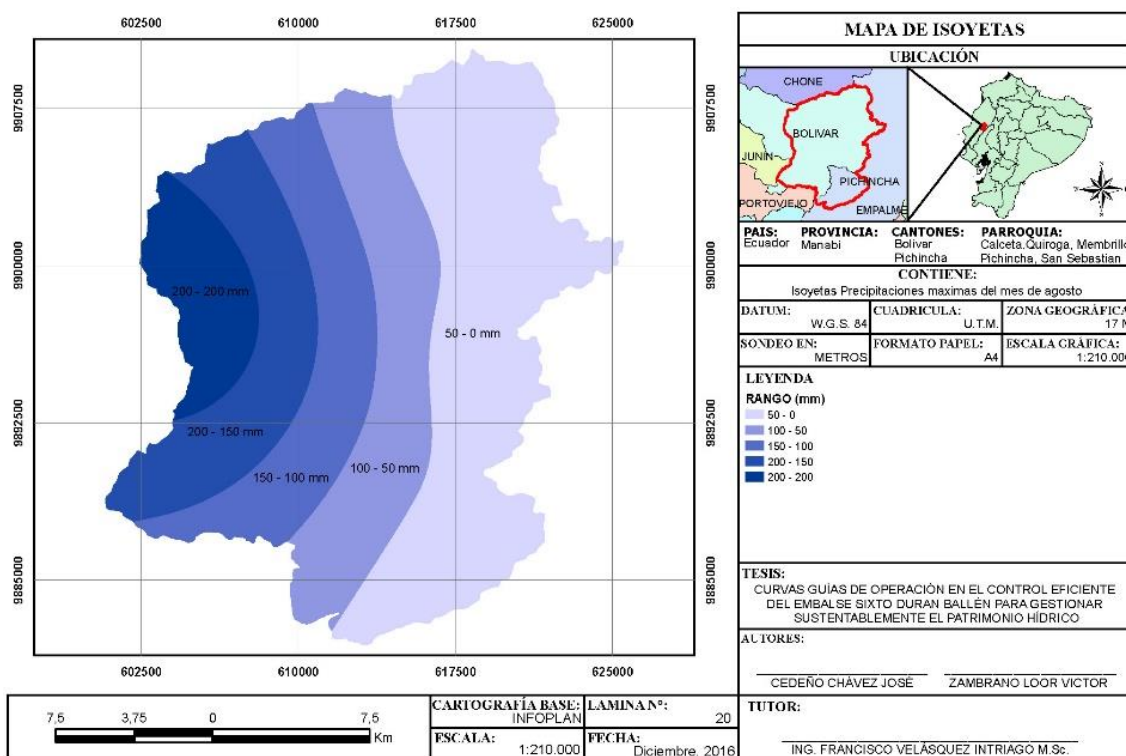 602500 610000 617500 625000
9907500 9907500
9900000 9900000
9892500 9892500
9885000 9885000
200 - 200 mm
50 - 0 mm
200 - 150 mm
150 - 100 mm
100 - 50 mm
602500 610000 617500 625000
7,5 3,75 0 7,5
Km
CARTOGRAFÍA BASE:
INFOPLAN
LAMINA Nº:
20
ESCALA:
1:210.000
FECHA:
Diciembre, 2016
MAPA DE ISOYETAS
UBICACIÓN
CHONE
BOLIVAR
JUNIN
PICHINCHA
PORTOVIEJO
EMPALME
N
PAIS:
Ecuador
PROVINCIA:
Manabi
CANTONES:
Bolivar
Pichincha
PARROQUIA:
Calceta,Quiroga, Membrillo
Pichincha, San Sebastian
CONTIENE:
Isoyetas Precipitaciones maximas del mes de agosto
DATUM:
W.G.S. 84
CUADRICULA:
U.T.M.
ZONA GEOGRÁFICA
17
SONDEO EN:
METROS
FORMATO PAPEL:
A4
ESCALA GRÁFICA:
LEYENDA
RANGO (mm)
50 - 0
100 - 50
150 - 100
200 - 150
200 - 200
TESIS:
CURVAS GUÍAS DE OPERACIÓN EN EL CONTROL EFICIENTE
DEL EMBALSE SIXTO DURAN BALLÉN PARA GESTIONAR
SUSTENTABLEMENTE EL PATRIMONIO HÍDRICO
AUTORES:
CEDEÑO CHÁVEZ JOSÉ
ZAMBRANO LOOR VICTOR
TUTOR:
ING. FRANCISCO VELÁSQUEZ INTRIAGO M.Sc.